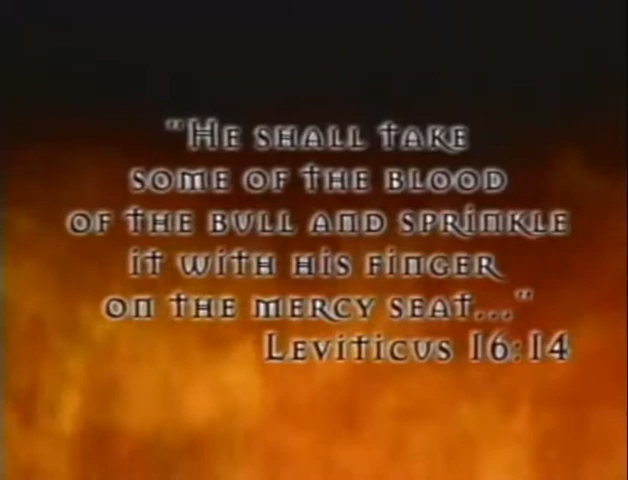 "He shall take
some of the blood
of the bull and sprinkle
it with his finger
on the mercy seat..."
Leviticus 16:14